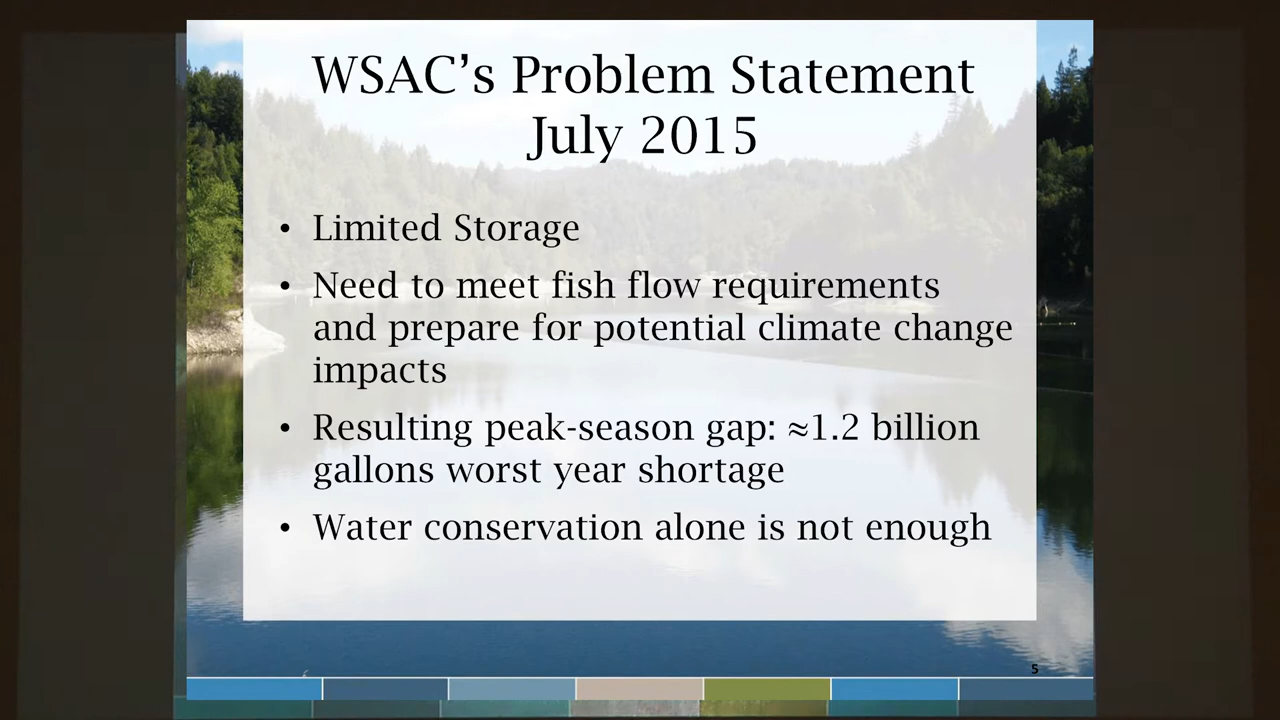 WSAC’s Problem Statement
July 2015
• Limited Storage
• Need to meet fish flow requirements
and prepare for potential climate change
impacts
• Resulting peak-season gap: ≈1.2 billion
gallons worst year shortage
• Water conservation alone is not enough
5